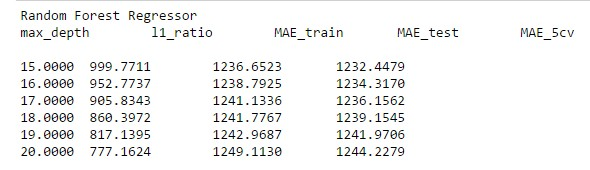 Random Forest Regressor
max_depth l1_ratio MAE_train MAE_test MAE_5cv
15.0000 999.7711 1236.6523 1232.4479
16.0000 952.7737 1238.7925 1234.3170
17.0000 905.8343 1241.1336 1236.1562
18.0000 860.3972 1241.7767 1239.1545
19.0000 817.1395 1242.9687 1241.9706
20.0000 777.1624 1249.1130 1244.2279